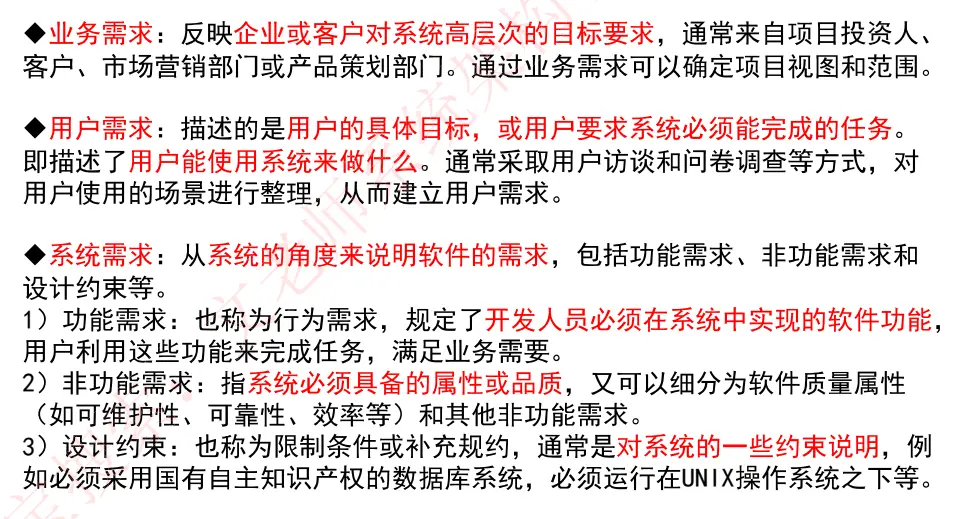 ◆业务需求：反映企业或客户对系统高层次的目标要求，通常来自项目投资人、
客户、市场营销部门或产品策划部门。通过业务需求可以确定项目视图和范围。
◆用户需求：描述的是用户的具体目标，或用户要求系统必须能完成的任务。
即描述了用户能使用系统来做什么。通常采取用户访谈和问卷调查等方式，对
用户使用的场景进行整理，从而建立用户需求。
◆系统需求：从系统的角度来说明软件的需求，包括功能需求、非功能需求和
设计约束等。
1）功能需求：也称为行为需求，规定了开发人员必须在系统中实现的软件功能，
用户利用这些功能来完成任务，满足业务需要。
2）非功能需求：指系统必须具备的属性或品质，又可以细分为软件质量属性
（如可维护性、可靠性、效率等）和其他非功能需求。
3）设计约束：也称为限制条件或补充规约，通常是对系统的一些约束说明，例
如必须采用国有自主知识产权的数据库系统，必须运行在UNIX操作系统之下等。